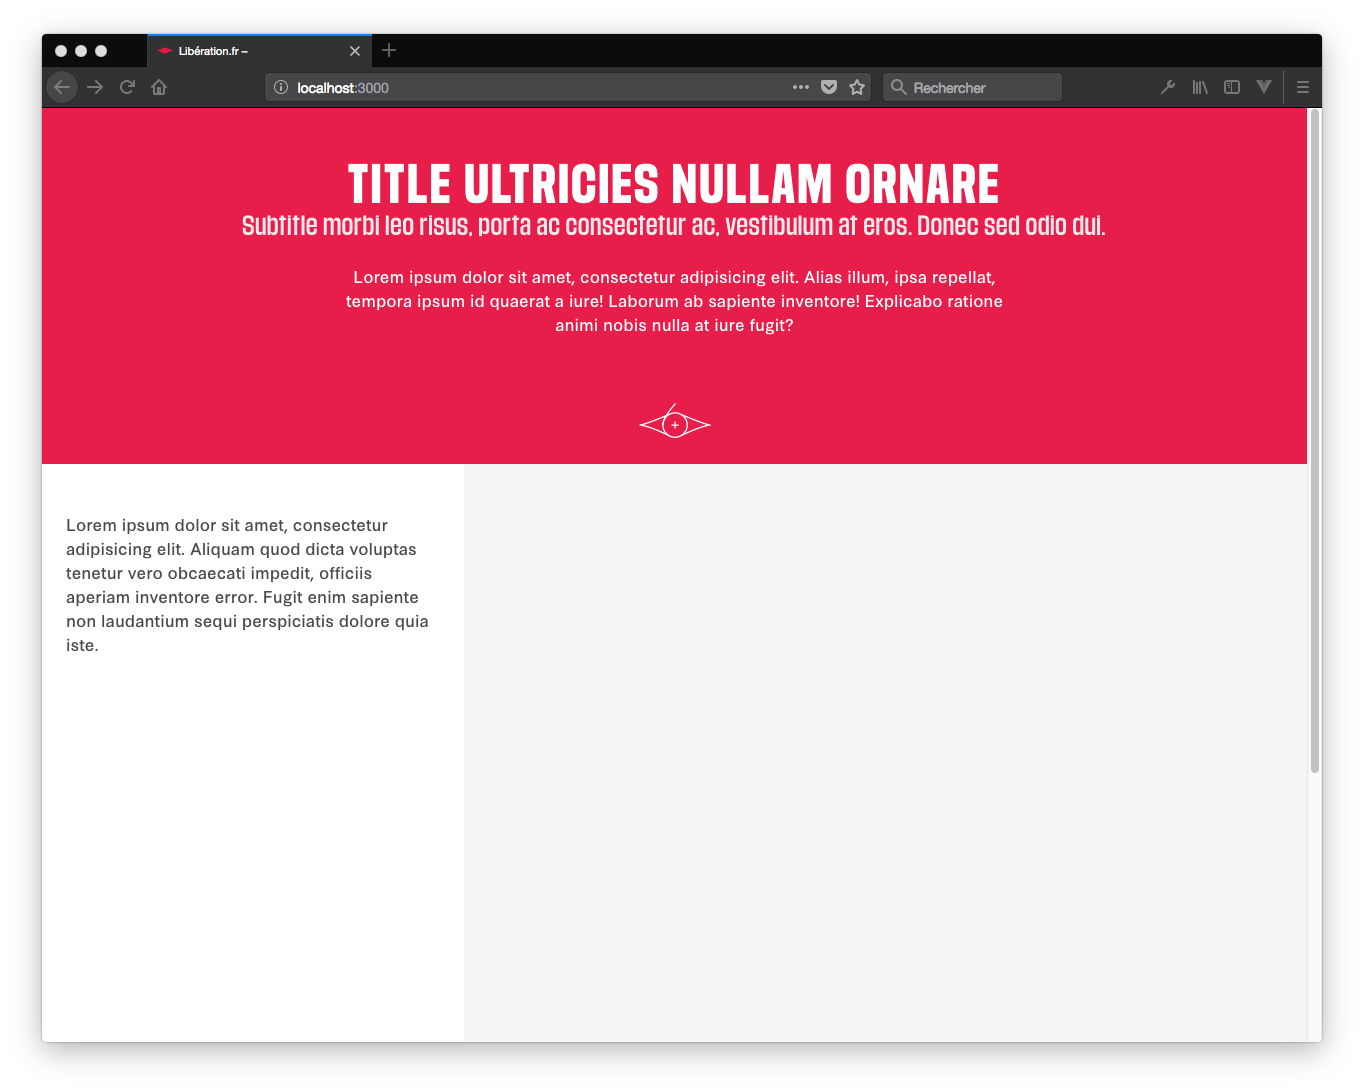 Libération.fr –
localhost:3000
Rechercher
TITLE ULTRICIES NULLAM ORNARE
Subtitle morbi leo risus, porta ac consectetur ac, vestibulum at eros. Donec sed odio dui.
Lorem ipsum dolor sit amet, consectetur adipisicing elit. Alias illum, ipsa repellat,
tempora ipsum id quaerat a iure! Laborum ab sapiente inventore! Explicabo ratione
animi nobis nulla at iure fugit?
Lorem ipsum dolor sit amet, consectetur
adipisicing elit. Aliquam quod dicta voluptas
tenetur vero obcaecati impedit, officiis
aperiam inventore error. Fugit enim sapiente
non laudantium sequi perspiciatis dolore quia
iste.